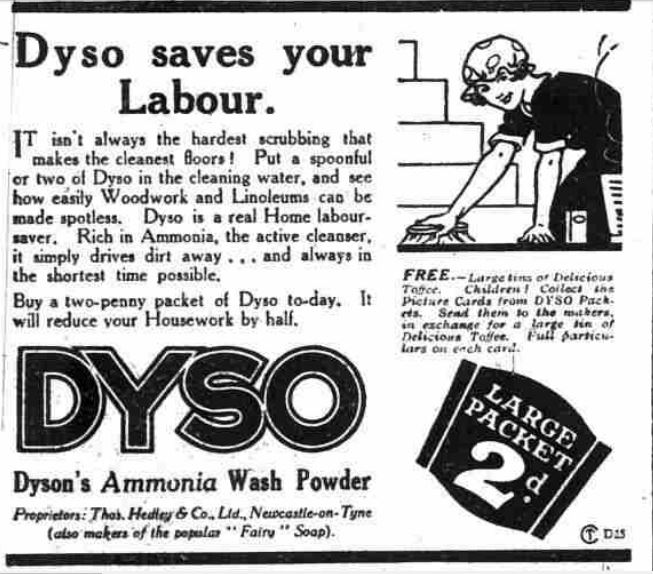 Dyso saves your
Labour.
IT isn't always the hardest scrubbing that
makes the cleanest floors! Put a spoonful
or two of Dyso in the cleaning water, and see
how easily Woodwork and Linoleums can be
made spotless. Dyso is a real Home labour-
saver. Rich in Ammonia, the active cleanser,
it simply drives dirt away . . . and always in
the shortest time possible.
Buy a two-penny packet of Dyso to-day. It
will reduce your Housework by half.
DYSO
Dyson's Ammonia Wash Powder
Proprietors: Thos. Hedley & Co., Ltd., Newcastle-on-Tyne
(also makers of the popular "Fairy" Soap).
FREE.—Large tins of Delicious
Toffee. Children! Collect the
Picture Cards from DYSO Pack-
ets. Send them to the makers,
in exchange for a large tin of
Delicious Toffee. Full particu-
lars on each card.
LARGE
PACKET
2d.
D25